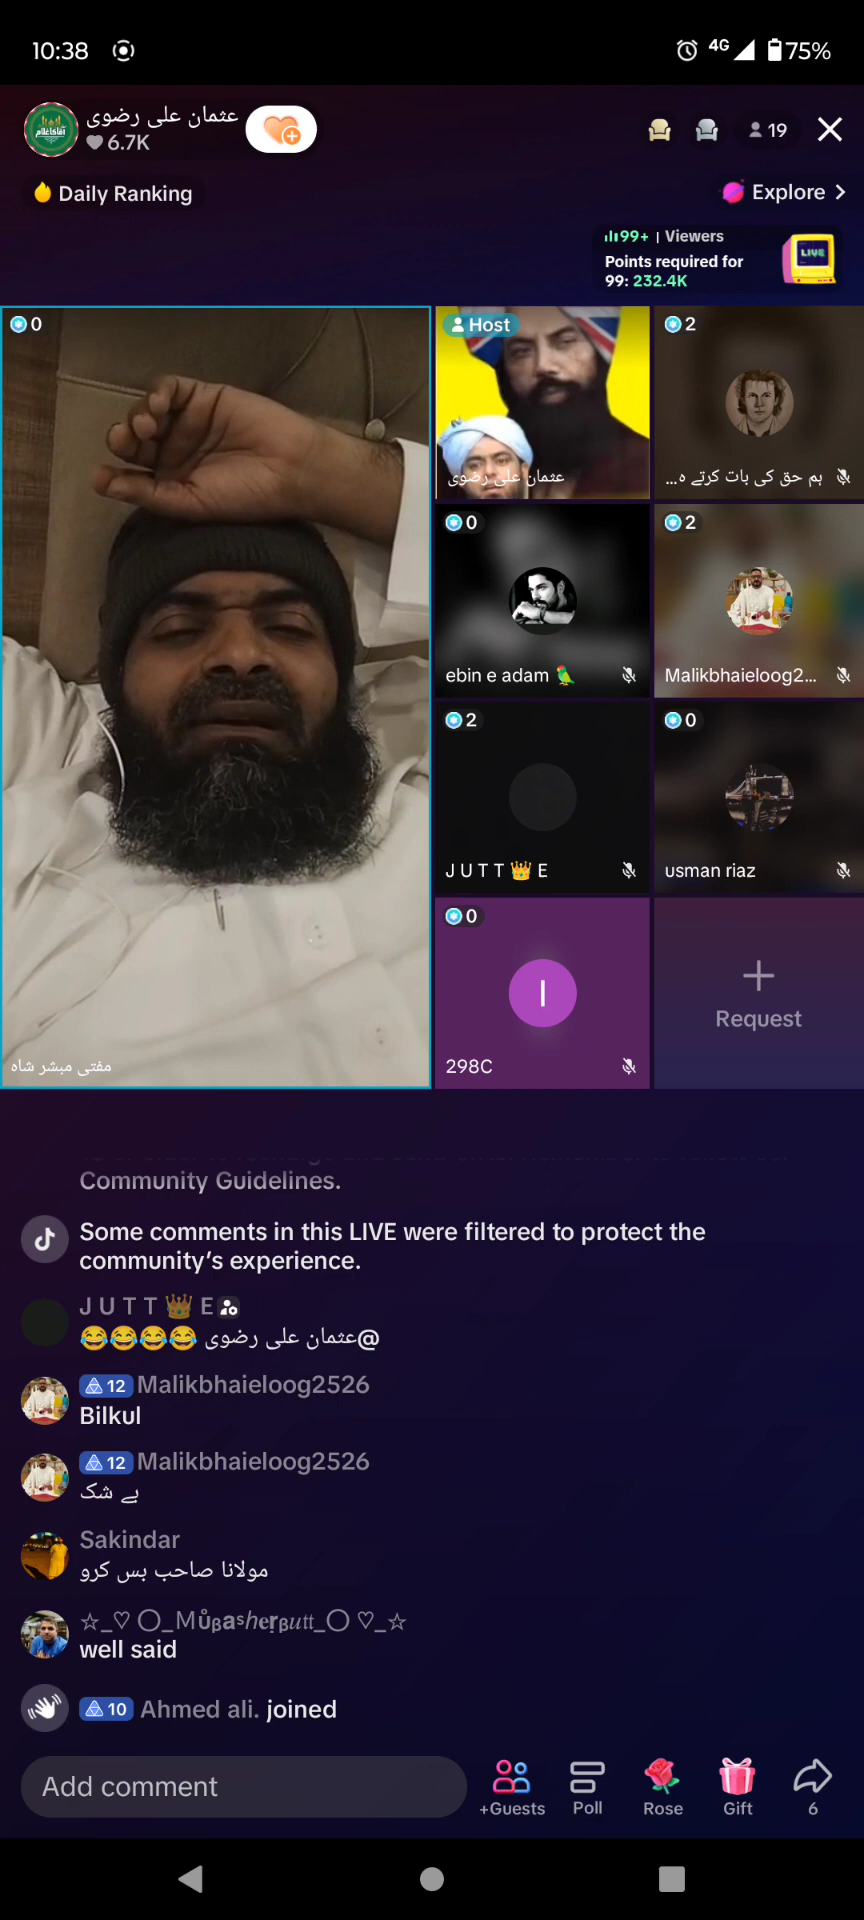 10:38
4G
75%
عثمان علی رضوی
6.7K
19
Daily Ranking
Explore
99+ | Viewers
Points required for
99: 232.4K
LIVE
0
Host
عثمان علی رضوی
2
ہم حق کی بات کرتے ہ...
0
ebin e adam
2
Malikbhaieloog2...
2
J U T T 👑 E
0
usman riaz
0
I
298C
+
Request
مفتی مبشر شاہ
Community Guidelines.
Some comments in this LIVE were filtered to protect the
community's experience.
J U T T 👑 E
@عثمان علی رضوی 😂😂😂😂
12 Malikbhaieloog2526
Bilkul
12 Malikbhaieloog2526
بے شک
Sakindar
مولانا صاحب بس کرو
☆_♡ ◯_Můᵦaˢℎeṛᵦutt_◯ ♡_☆
well said
10 Ahmed ali. joined
Add comment
+Guests
Poll
Rose
Gift
6